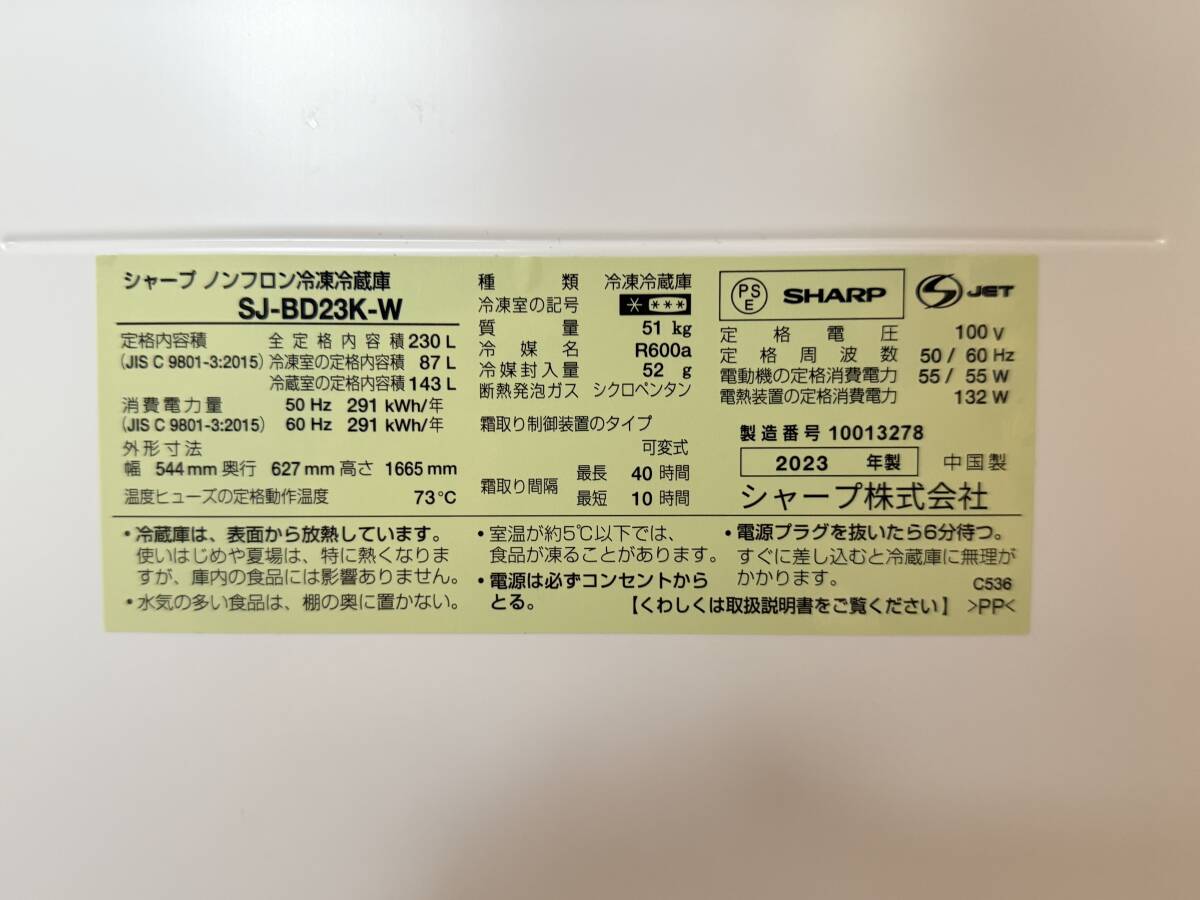 シャープ ノンフロン冷凍冷蔵庫
SJ-BD23K-W
定格内容積 全定格内容積 230 L
(JIS C 9801-3:2015) 冷凍室の定格内容積 87 L
冷蔵室の定格内容積 143 L
消費電力量 50 Hz 291 kWh/年
(JIS C 9801-3:2015) 60 Hz 291 kWh/年
外形寸法
幅 544 mm 奥行 627 mm 高さ 1665 mm
温度ヒューズの定格動作温度 73°C
種類 冷凍冷蔵庫
冷凍室の記号
質量 51 kg
冷媒名 R600a
冷媒封入量 52 g
断熱発泡ガス シクロペンタン
霜取り制御装置のタイプ
可変式
霜取り間隔 最長 40 時間
最短 10 時間
PS E SHARP JET
定格電圧 100 V
定格周波数 50 / 60 Hz
電動機の定格消費電力 55 / 55 W
電熱装置の定格消費電力 132 W
製造番号 10013278
2023 年製 中国製
シャープ株式会社
・冷蔵庫は、表面から放熱しています。
使いはじめや夏場は、特に熱くなりま
すが、庫内の食品には影響ありません。
・水気の多い食品は、棚の奥に置かない。
・室温が約5℃以下では、
食品が凍ることがあります。
・電源は必ずコンセントから
とる。
・電源プラグを抜いたら6分待つ。
すぐに差し込むと冷蔵庫に無理が
かかります。 C536
【くわしくは取扱説明書をご覧ください】 >PP<